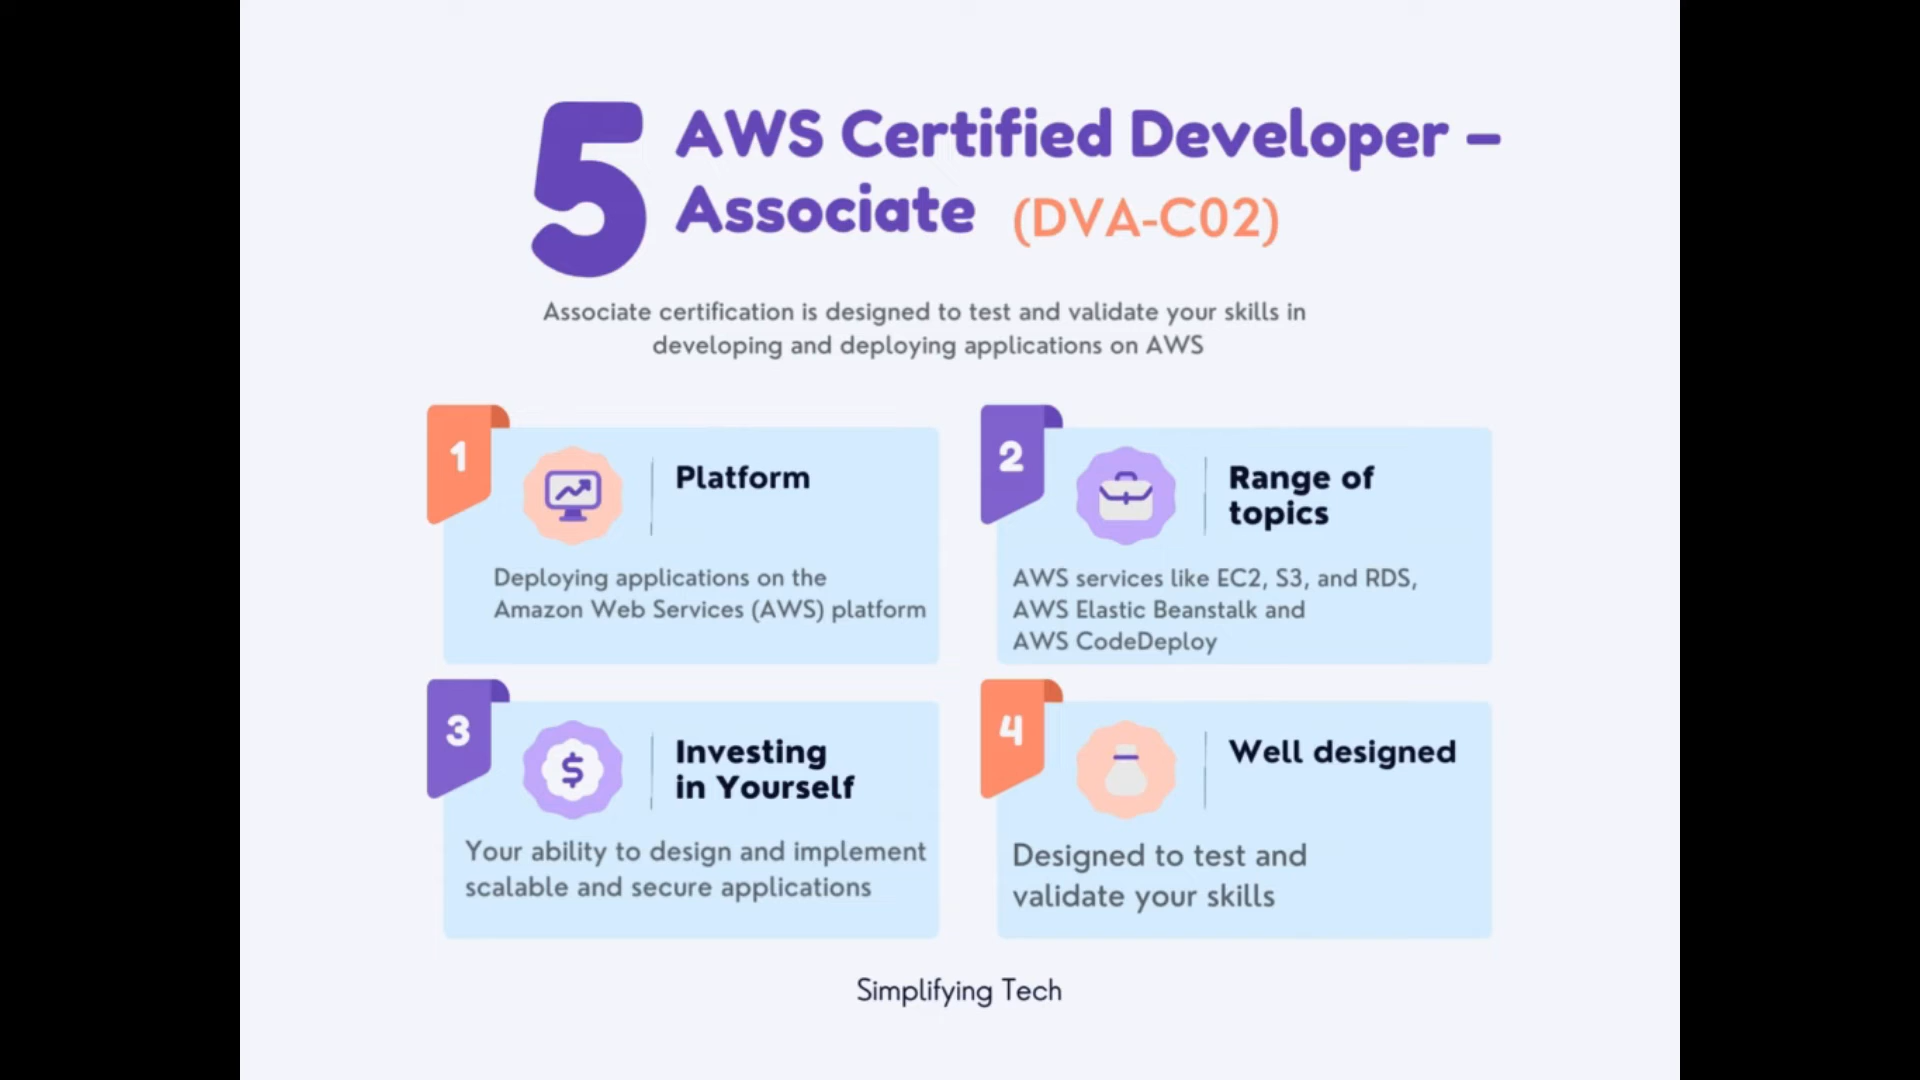 5
AWS Certified Developer –
Associate (DVA-C02)
Associate certification is designed to test and validate your skills in
developing and deploying applications on AWS
1
Platform
Deploying applications on the
Amazon Web Services (AWS) platform
2
Range of
topics
AWS services like EC2, S3, and RDS,
AWS Elastic Beanstalk and
AWS CodeDeploy
3
$
Investing
in Yourself
Your ability to design and implement
scalable and secure applications
4
Well designed
Designed to test and
validate your skills
Simplifying Tech